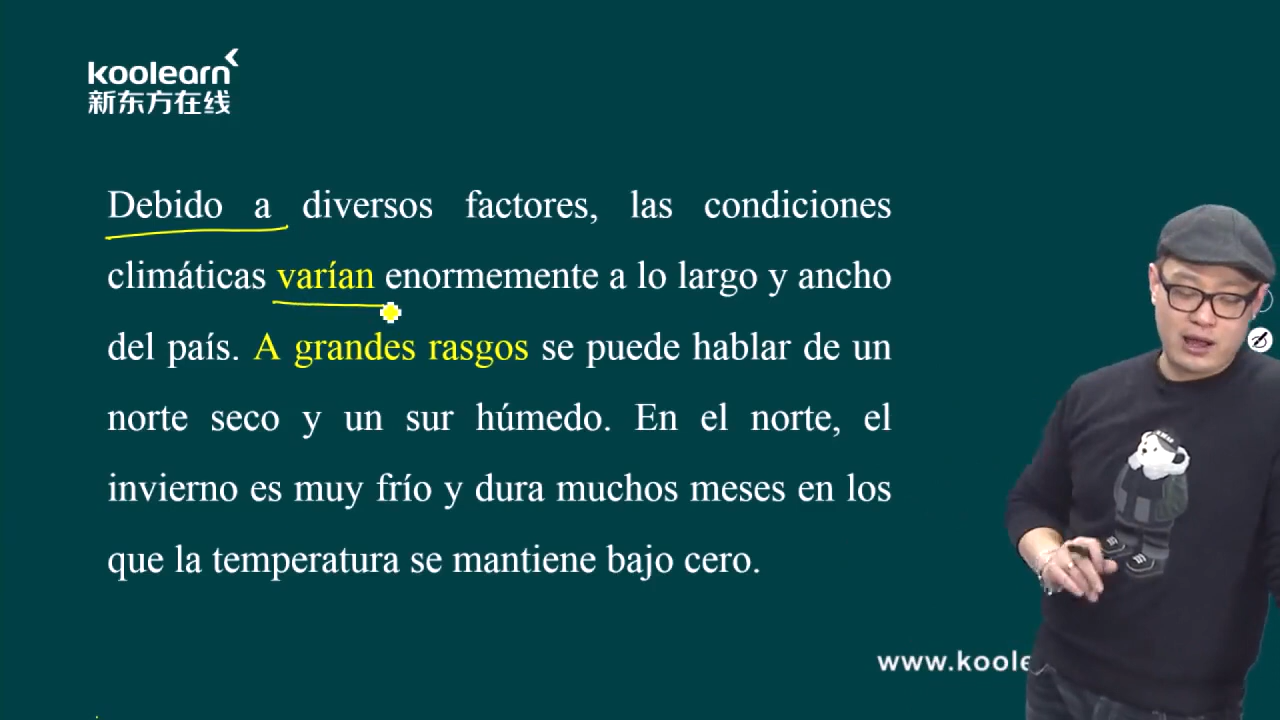 koolearn
新东方在线
Debido a diversos factores, las condiciones
climáticas varían enormemente a lo largo y ancho
del país. A grandes rasgos se puede hablar de un
norte seco y un sur húmedo. En el norte, el
invierno es muy frío y dura muchos meses en los
que la temperatura se mantiene bajo cero.
www.koole